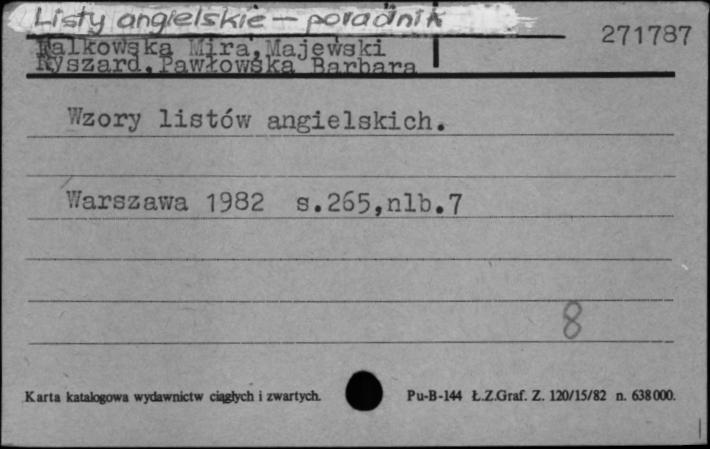 Listy angielskie — poradnik
271787
Falkowska Mira, Majewski
Ryszard, Pawłowska Barbara
Wzory listów angielskich.
Warszawa 1982 s.265,nlb.7
8
Karta katalogowa wydawnictw ciągłych i zwartych.
Pu-B-144 Ł.Z.Graf. Z. 120/15/82 n. 638000.